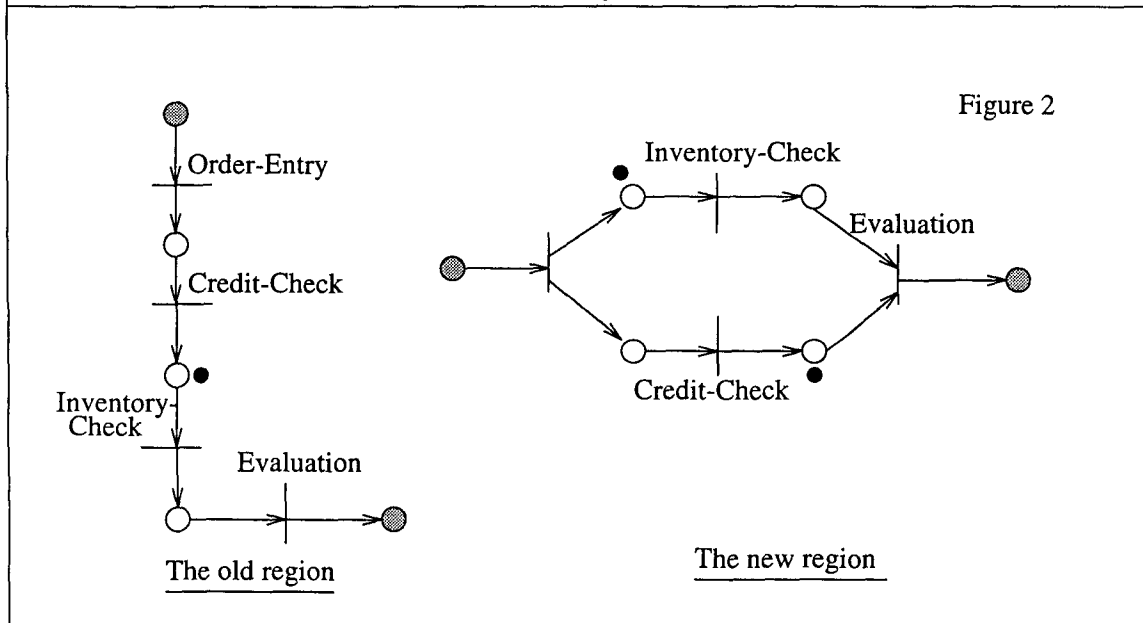 Figure 2
Order-Entry
Credit-Check
Inventory-
Check
Evaluation
The old region
Inventory-Check
Evaluation
Credit-Check
The new region